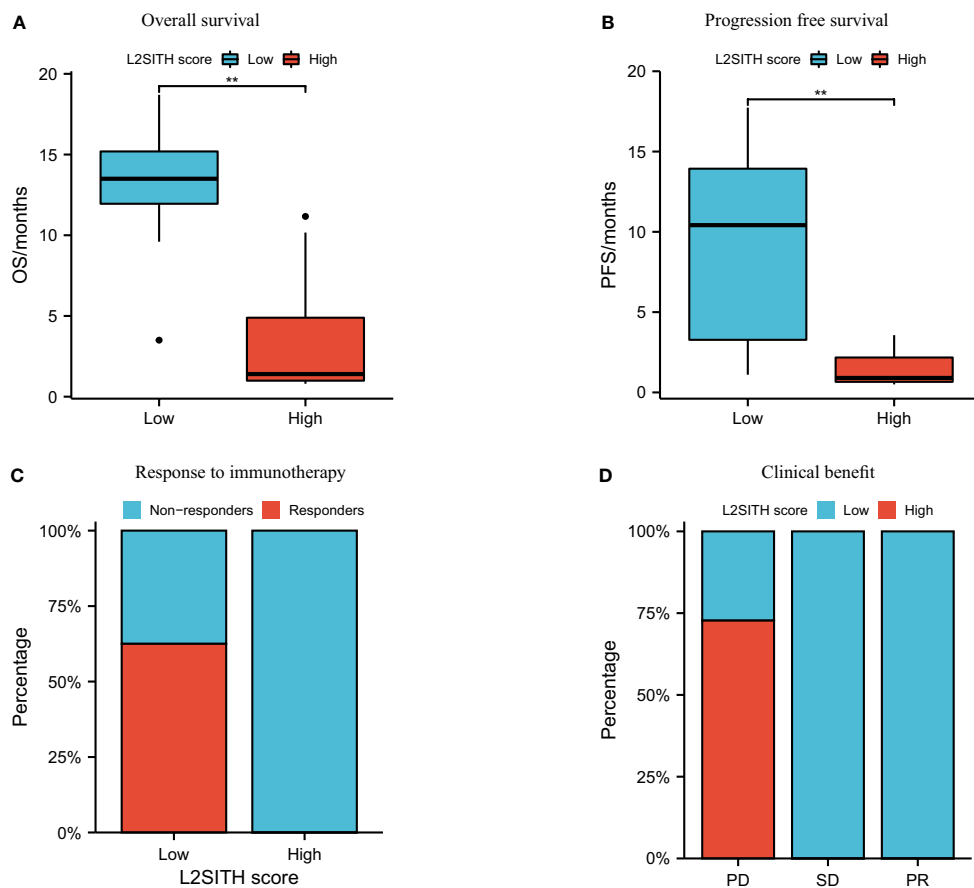 A
Overall survival
L2SITH score Low High
**
20
15
10
5
0
OS/months
Low High
B
Progression free survival
L2SITH score Low High
**
20
15
10
5
0
PFS/months
Low High
C
Response to immunotherapy
Non−responders Responders
100%
75%
50%
25%
0%
Percentage
Low High
L2SITH score
D
Clinical benefit
L2SITH score Low High
100%
75%
50%
25%
0%
Percentage
PD SD PR